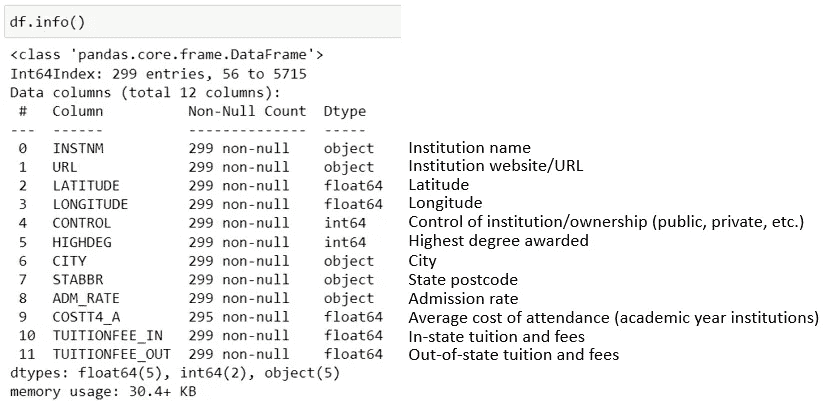 df.info()
<class 'pandas.core.frame.DataFrame'>
Int64Index: 299 entries, 56 to 5715
Data columns (total 12 columns):
# Column Non-Null Count Dtype
--- ------ -------------- -----
0 INSTNM 299 non-null object Institution name
1 URL 299 non-null object Institution website/URL
2 LATITUDE 299 non-null float64 Latitude
3 LONGITUDE 299 non-null float64 Longitude
4 CONTROL 299 non-null int64 Control of institution/ownership (public, private, etc.)
5 HIGHDEG 299 non-null int64 Highest degree awarded
6 CITY 299 non-null object City
7 STABBR 299 non-null object State postcode
8 ADM_RATE 299 non-null object Admission rate
9 COSTT4_A 295 non-null float64 Average cost of attendance (academic year institutions)
10 TUITIONFEE_IN 299 non-null float64 In-state tuition and fees
11 TUITIONFEE_OUT 299 non-null float64 Out-of-state tuition and fees
dtypes: float64(5), int64(2), object(5)
memory usage: 30.4+ KB